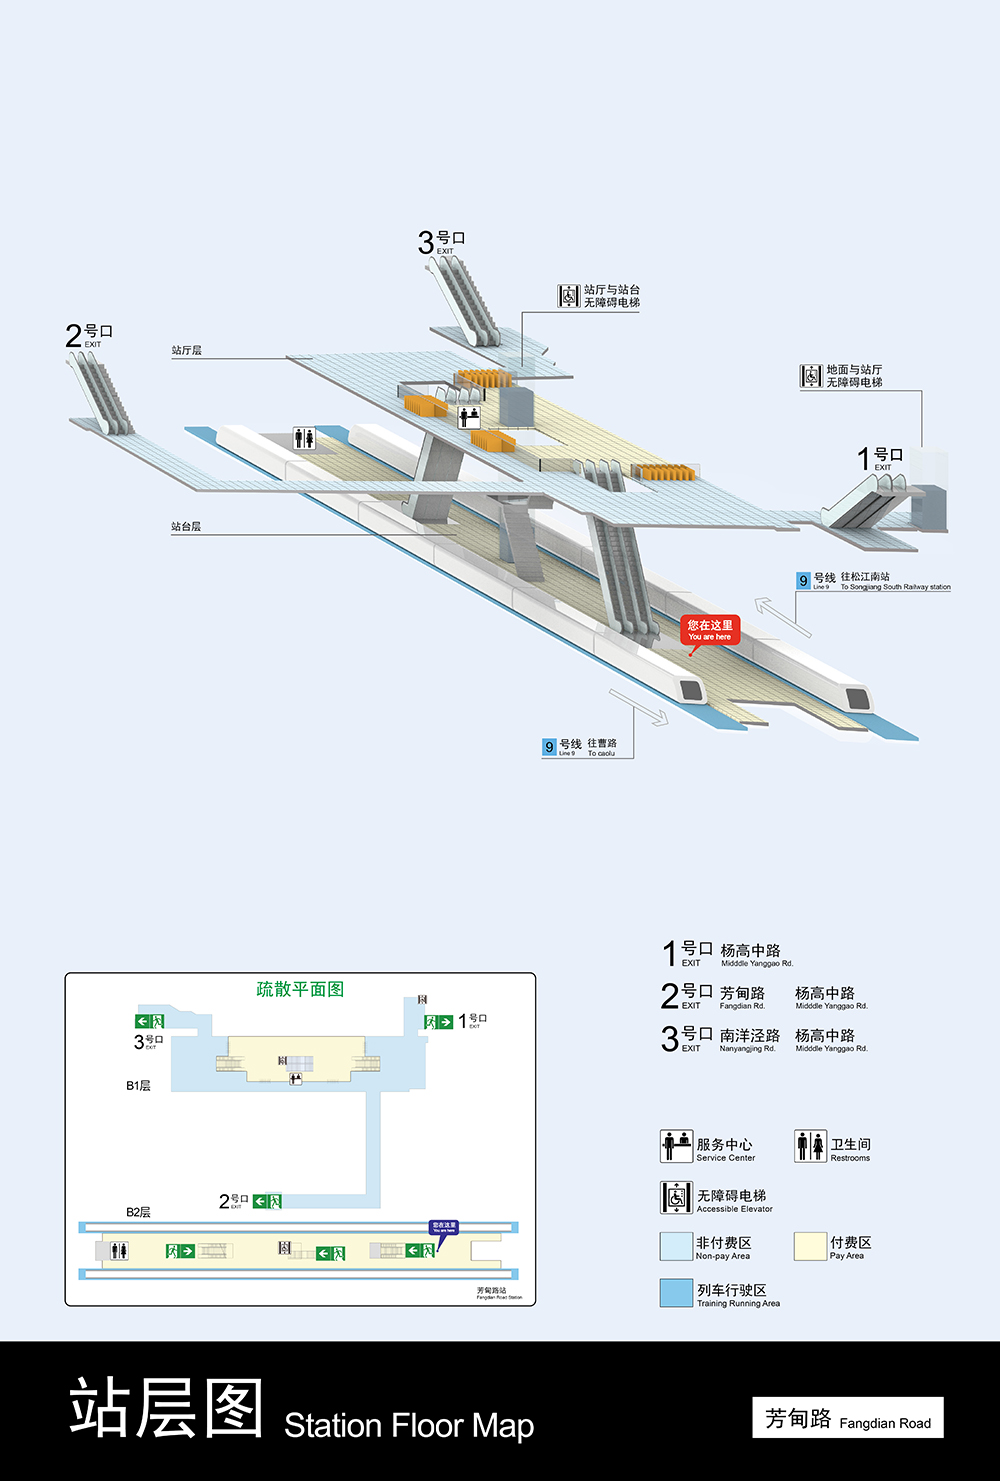 3 号口
EXIT
站厅与站台
无障碍电梯
2 号口
EXIT
站厅层
地面与站厅
无障碍电梯
1 号口
EXIT
站台层
9 号线 往松江南站
Line 9 To Songjiang South Railway station
您在这里
You are here
9 号线 往曹路
Line 9 To caolu
疏散平面图
3号口
EXIT
1 号口
EXIT
B1层
2 号口
EXIT
B2层
您在这里
You are here
芳甸路站
Fangdian Road Station
1 号口 杨高中路
EXIT Midddle Yanggao Rd.
2 号口 芳甸路 杨高中路
EXIT Fangdian Rd. Midddle Yanggao Rd.
3 号口 南洋泾路 杨高中路
EXIT Nanyangjing Rd. Midddle Yanggao Rd.
服务中心 卫生间
Service Center Restrooms
无障碍电梯
Accessible Elevator
非付费区 付费区
Non-pay Area Pay Area
列车行驶区
Training Running Area
站层图 Station Floor Map
芳甸路 Fangdian Road